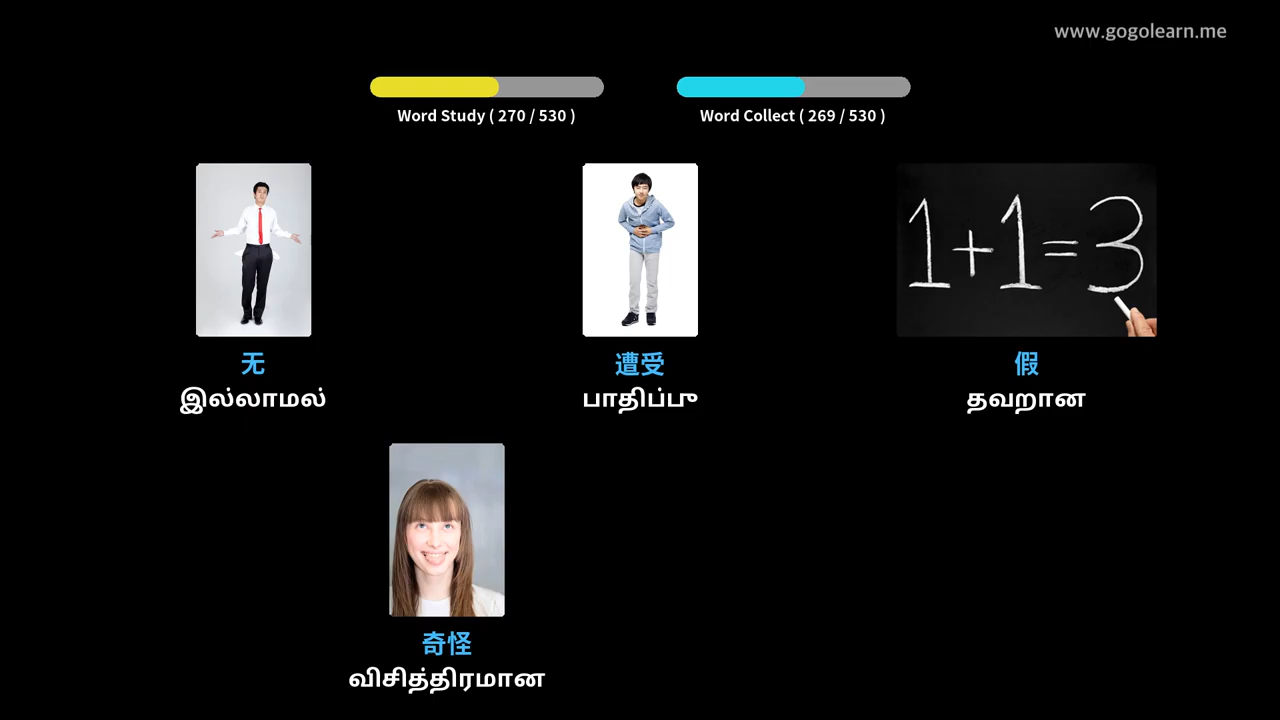 www.gogolearn.me
Word Study ( 270 / 530 )
Word Collect ( 269 / 530 )
1+1=3
无
இல்லாமல்
遭受
பாதிப்பு
假
தவறான
奇怪
விசித்திரமான